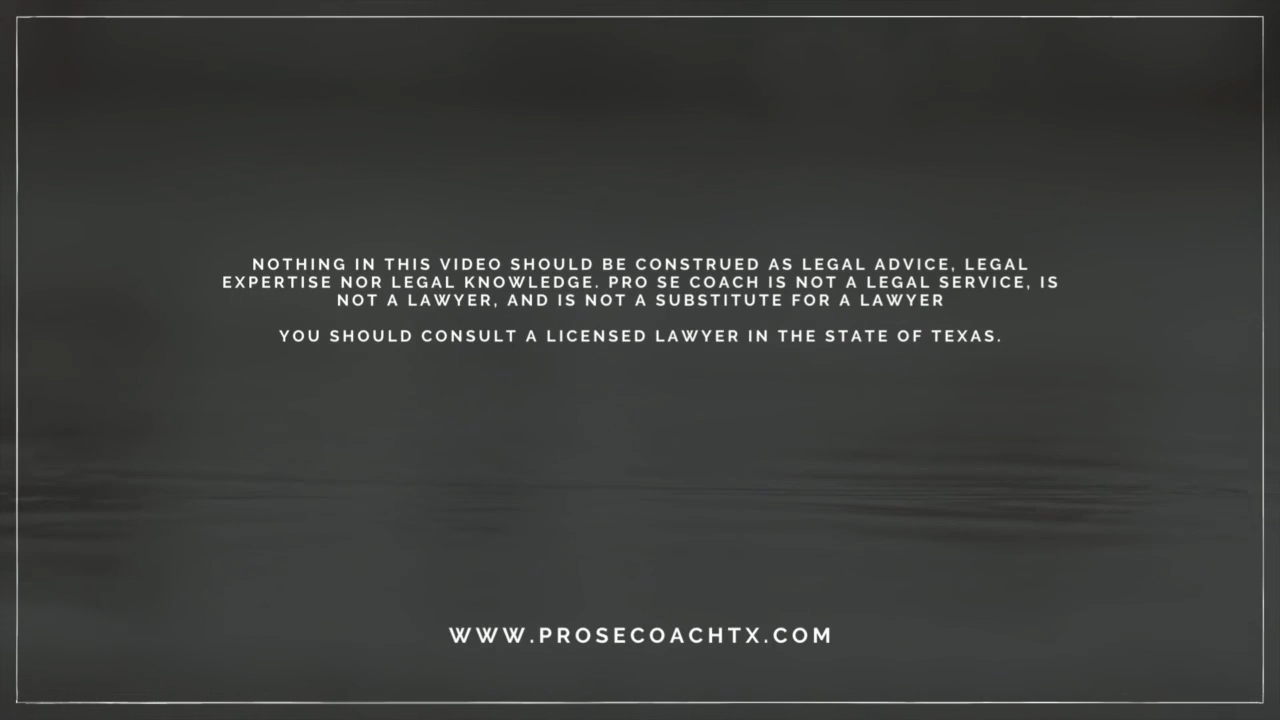 NOTHING IN THIS VIDEO SHOULD BE CONSTRUED AS LEGAL ADVICE, LEGAL
EXPERTISE NOR LEGAL KNOWLEDGE. PRO SE COACH IS NOT A LEGAL SERVICE, IS
NOT A LAWYER, AND IS NOT A SUBSTITUTE FOR A LAWYER
YOU SHOULD CONSULT A LICENSED LAWYER IN THE STATE OF TEXAS.
WWW.PROSECOACHTX.COM